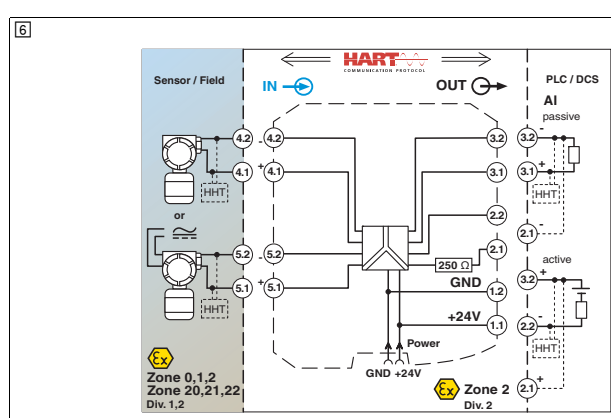 6
HART
COMMUNICATION PROTOCOL
Sensor / Field
IN
OUT
PLC / DCS
AI
passive
4.2
- 4.2
3.2
3.2 -
4.1
+ 4.1
3.1
3.1 +
HHT
HHT
or
2.2
2.1 -
5.2
- 5.2
2.1
250 Ω
active
5.1
+ 5.1
GND
1.2
3.2 +
HHT
+24V
1.1
2.2 -
Power
HHT
GND +24V
εx
Zone 0,1,2
Zone 20,21,22
Div. 1,2
εx
Zone 2
Div. 2
2.1 +